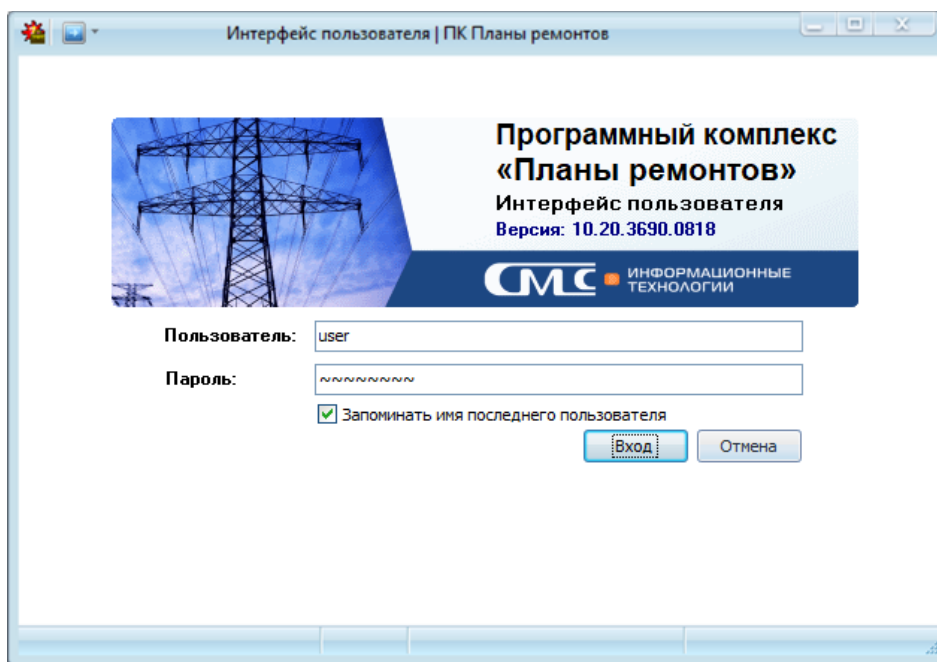 Интерфейс пользователя | ПК Планы ремонтов
Программный комплекс
«Планы ремонтов»
Интерфейс пользователя
Версия: 10.20.3690.0818
СМС ИНФОРМАЦИОННЫЕ
ТЕХНОЛОГИИ
Пользователь: user
Пароль: ~~~~~~~~
Запоминать имя последнего пользователя
Вход Отмена